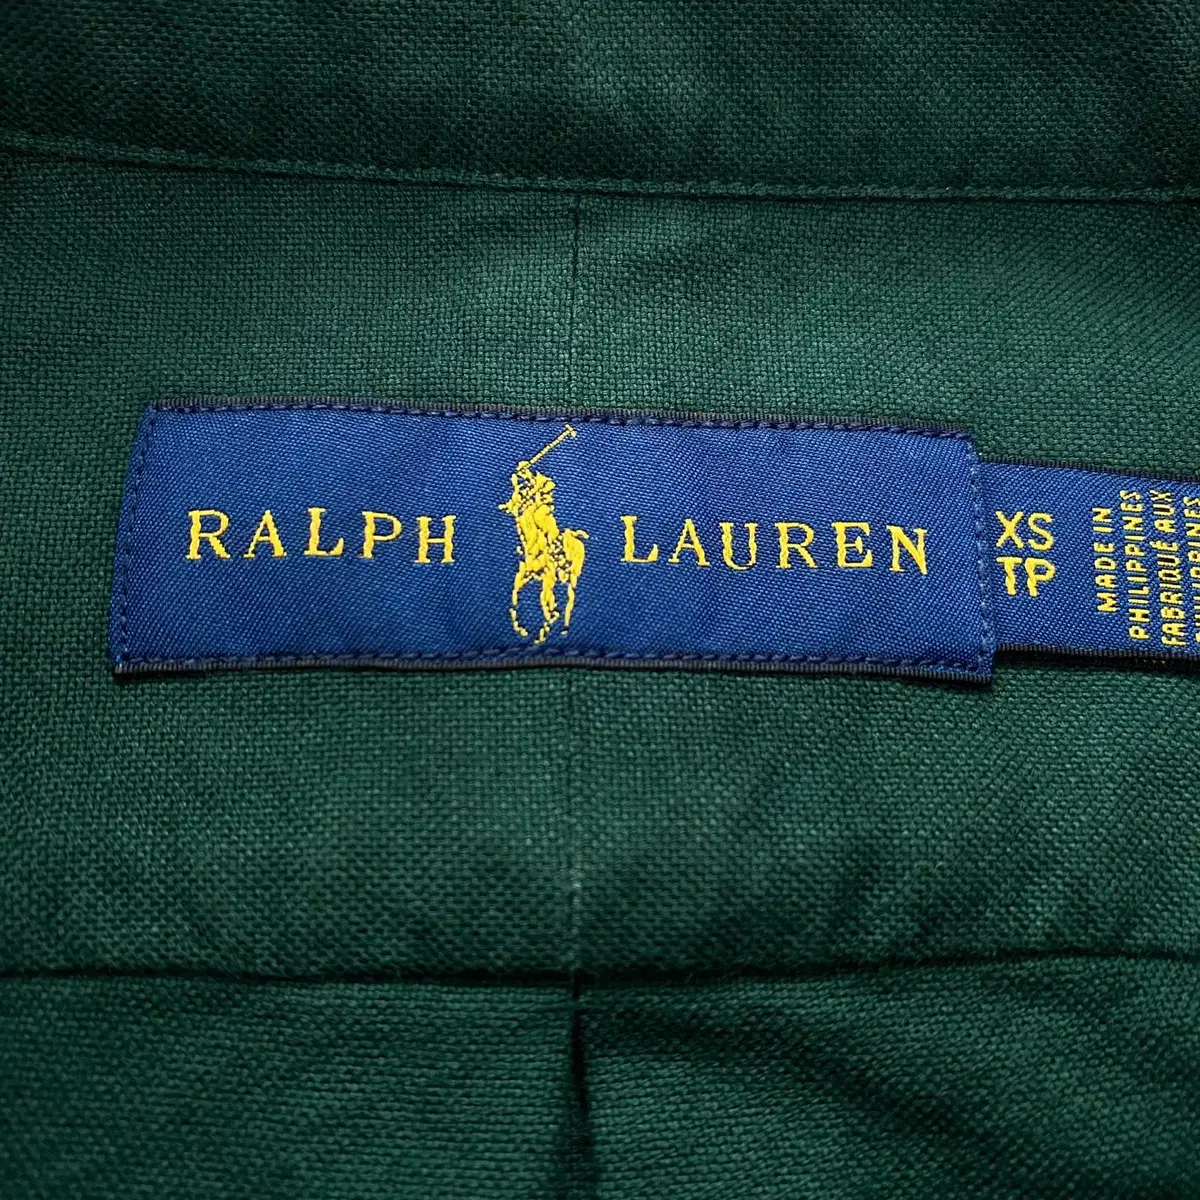 RALPH LAUREN
XS
TP
MADE IN
PHILIPPINES
FABRIQUÉ AUX